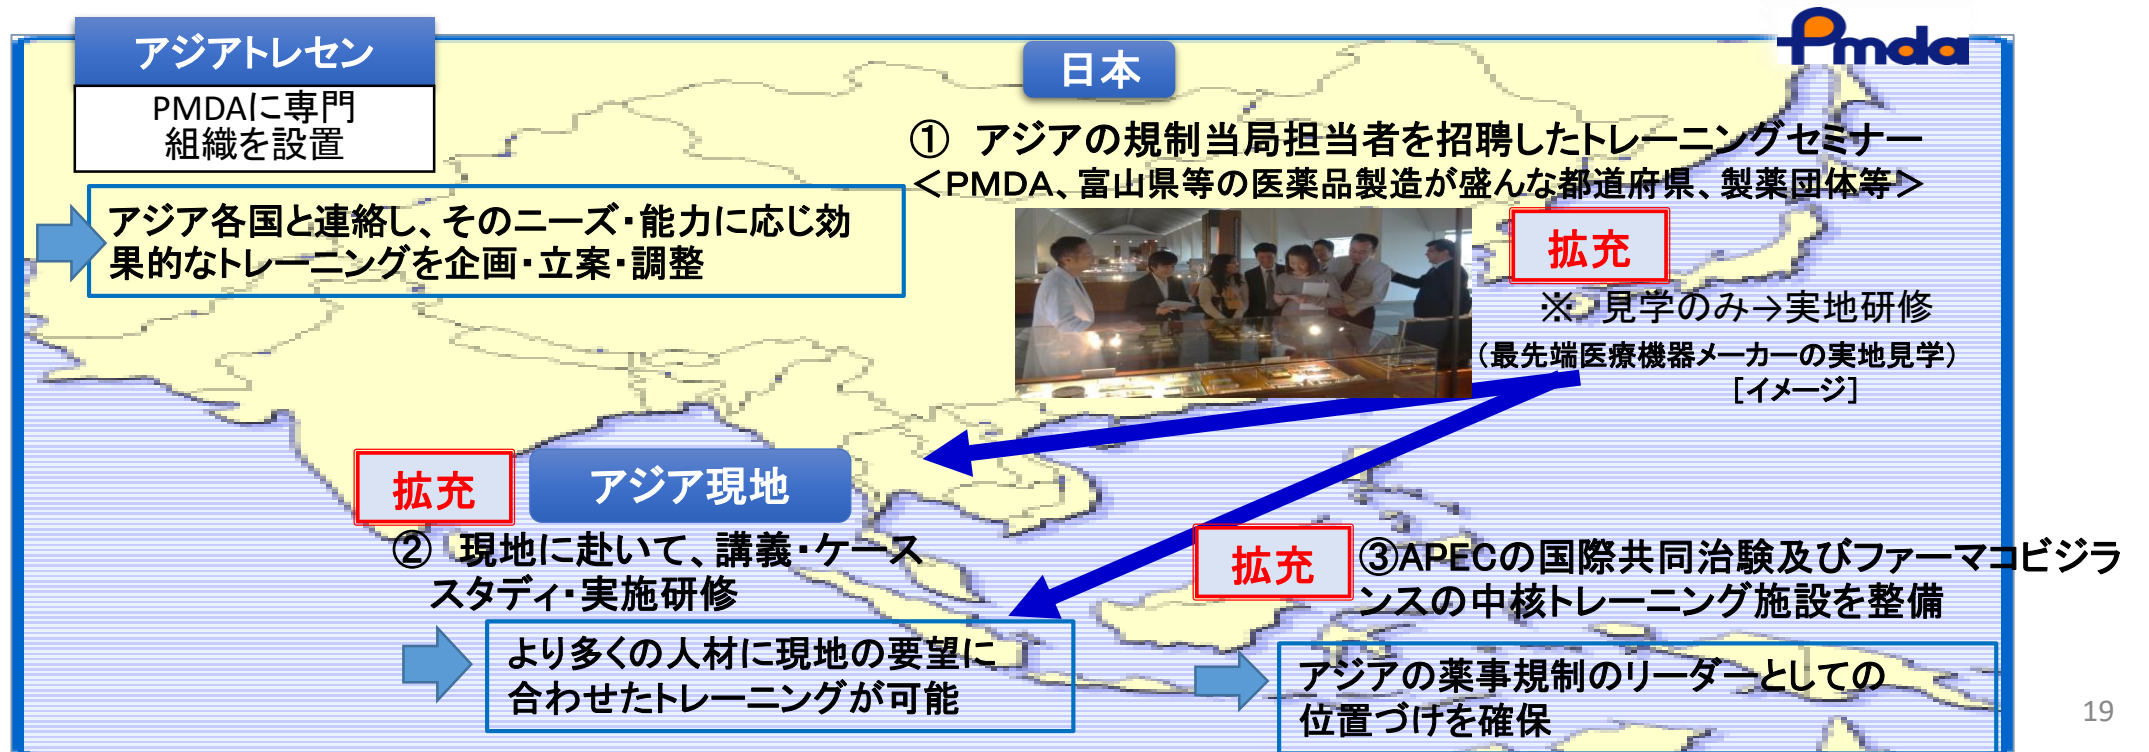 アジアトレセン
PMDAに専門
組織を設置
アジア各国と連絡し、そのニーズ・能力に応じ効
果的なトレーニングを企画・立案・調整
Pmda
日本
① アジアの規制当局担当者を招聘したトレーニングセミナー
＜PMDA、富山県等の医薬品製造が盛んな都道府県、製薬団体等＞
拡充
※ 見学のみ→実地研修
（最先端医療機器メーカーの実地見学）
［イメージ］
拡充
アジア現地
② 現地に赴いて、講義・ケース
スタディ・実施研修
より多くの人材に現地の要望に
合わせたトレーニングが可能
拡充
③APECの国際共同治験及びファーマコビジラ
ンスの中核トレーニング施設を整備
アジアの薬事規制のリーダーとしての
位置づけを確保
19